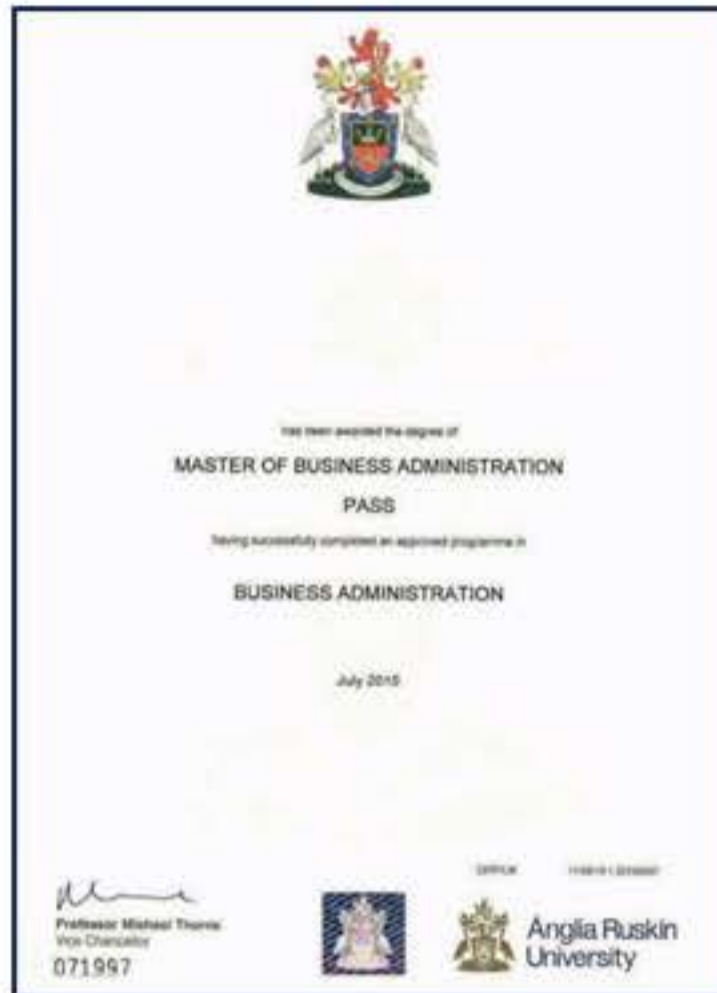 has been awarded the degree of
MASTER OF BUSINESS ADMINISTRATION
PASS
having successfully completed an approved programme in
BUSINESS ADMINISTRATION
July
Professor Michael Thorne
Vice Chancellor
071997
Anglia Ruskin
University